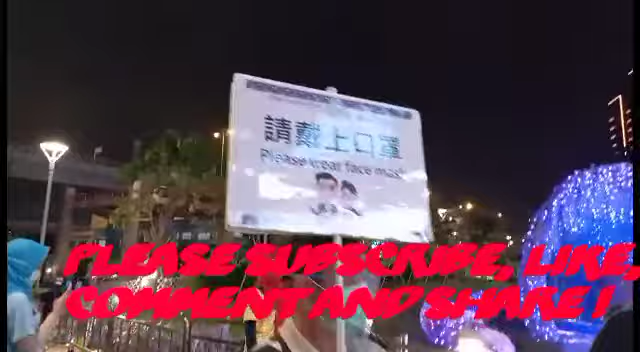 請戴上口罩
Please wear face mask
PLEASE SUBSCRIBE, LIKE,
COMMENT AND SHARE !